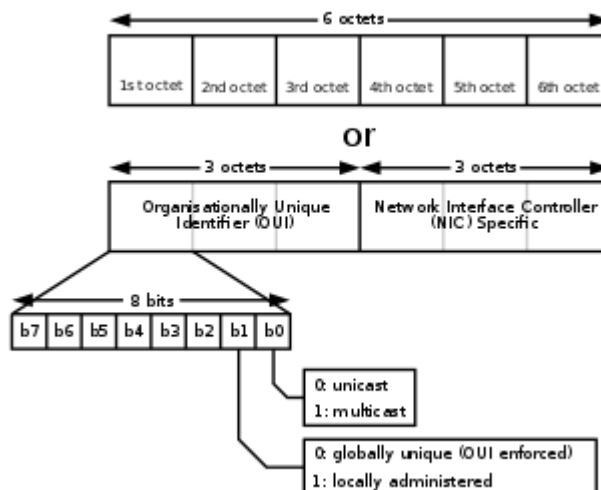 6 octets
1st octet 2nd octet 3rd octet 4th octet 5th octet 6th octet
or
3 octets 3 octets
Organisationally Unique
Identifier (OUI)
Network Interface Controller
(NIC) Specific
8 bits
b7 b6 b5 b4 b3 b2 b1 b0
0: unicast
1: multicast
0: globally unique (OUI enforced)
1: locally administered